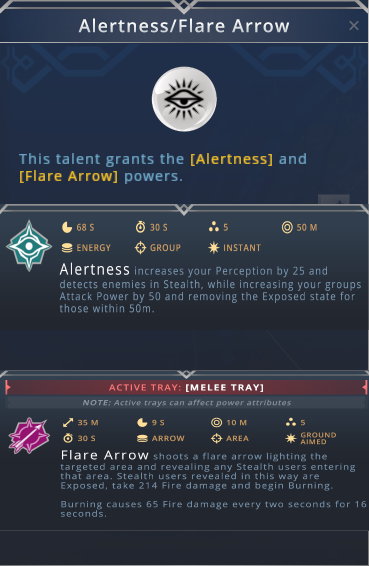 Alertness/Flare Arrow
This talent grants the [Alertness] and
[Flare Arrow] powers.
68 S 30 S 5 50 M
ENERGY GROUP INSTANT
Alertness increases your Perception by 25 and
detects enemies in Stealth, while increasing your groups
Attack Power by 50 and removing the Exposed state for
those within 50m.
ACTIVE TRAY: [MELEE TRAY]
NOTE: Active trays can affect power attributes
35 M 9 S 10 M 5
30 S ARROW AREA GROUND AIMED
Flare Arrow shoots a flare arrow lighting the
targeted area and revealing any Stealth users entering
that area. Stealth users revealed in this way are
Exposed, take 214 Fire damage and begin Burning.
Burning causes 65 Fire damage every two seconds for 16
seconds.